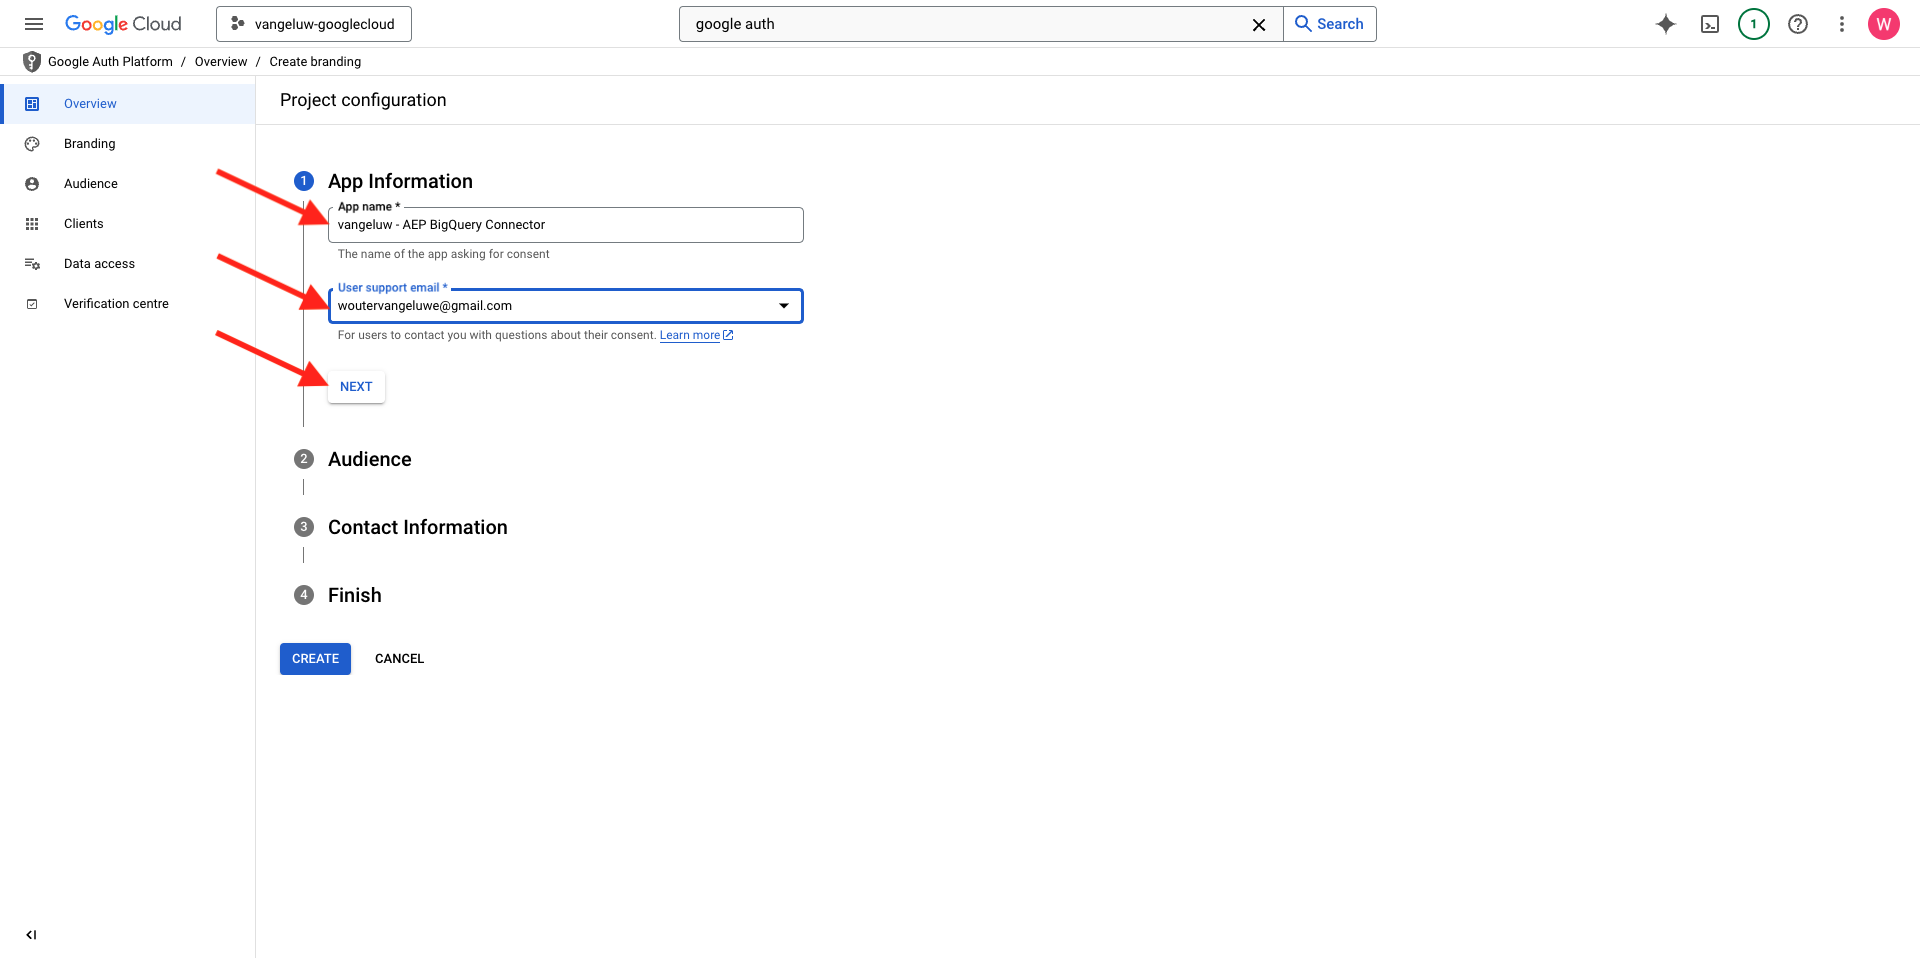 Google Cloud
vangeluw-googlecloud
google auth
Search
1
W
Google Auth Platform / Overview / Create branding
Overview
Branding
Audience
Clients
Data access
Verification centre
Project configuration
1 App Information
App name *
vangeluw - AEP BigQuery Connector
The name of the app asking for consent
User support email *
woutervangeluwe@gmail.com
For users to contact you with questions about their consent. Learn more
NEXT
2 Audience
3 Contact Information
4 Finish
CREATE
CANCEL